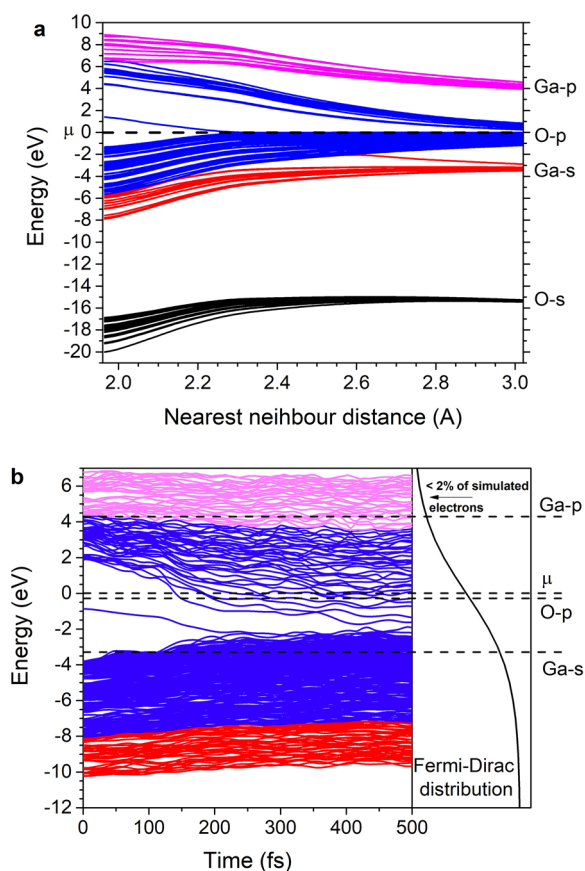 a
10
8
6
4
2
μ 0
-2
-4
-6
-8
-10
-12
-14
-16
-18
-20
Energy (eV)
Ga-p
O-p
Ga-s
O-s
2.0 2.2 2.4 2.6 2.8 3.0
Nearest neihbour distance (A)
b
6
4
2
0
-2
-4
-6
-8
-10
-12
Energy (eV)
< 2% of simulated
electrons
Ga-p
μ
O-p
Ga-s
Fermi-Dirac
distribution
0 100 200 300 400 500
Time (fs)